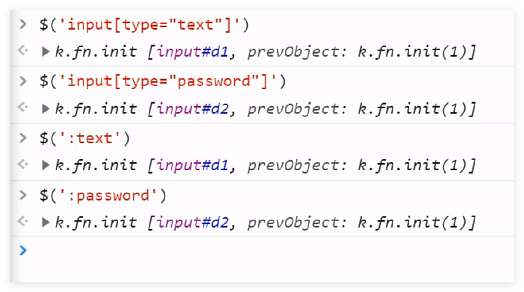 > $('input[type="text"]')
<· ▶ k.fn.init [input#d1, prevObject: k.fn.init(1)]
> $('input[type="password"]')
<· ▶ k.fn.init [input#d2, prevObject: k.fn.init(1)]
> $(':text')
<· ▶ k.fn.init [input#d1, prevObject: k.fn.init(1)]
> $(':password')
<· ▶ k.fn.init [input#d2, prevObject: k.fn.init(1)]
>